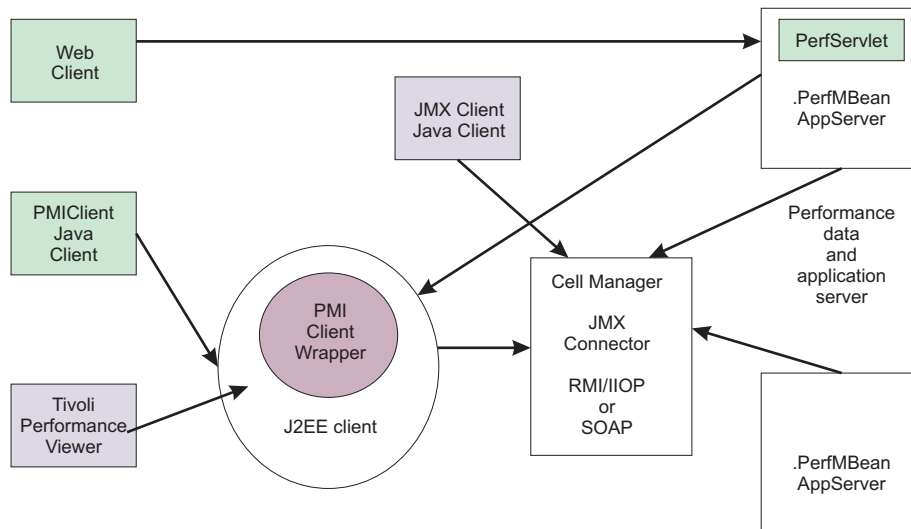 Web
Client
PerfServlet
.PerfMBean
AppServer
JMX Client
Java Client
PMIClient
Java
Client
Performance
data
and
application
server
Cell Manager
JMX
Connector
RMI/IIOP
or
SOAP
PMI
Client
Wrapper
J2EE client
Tivoli
Performance
Viewer
.PerfMBean
AppServer